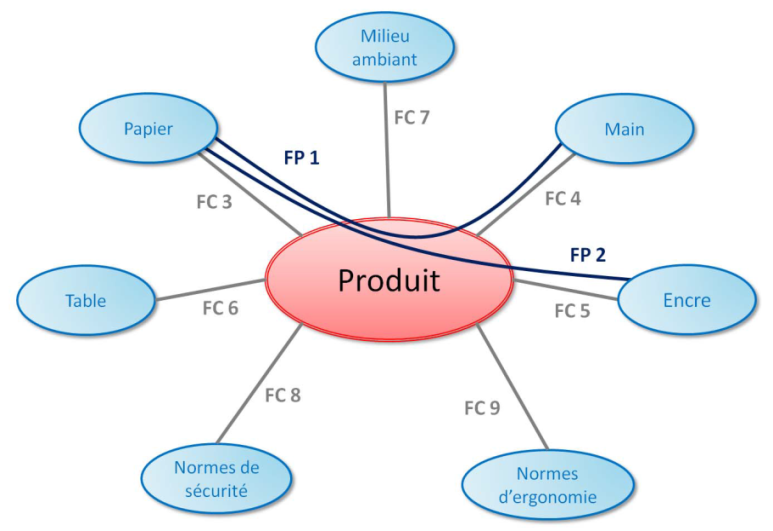 Milieu
ambiant
FC 7
Papier
Main
FP 1
FC 3
FC 4
FP 2
Produit
Table
Encre
FC 6
FC 5
FC 8
FC 9
Normes de
sécurité
Normes
d'ergonomie